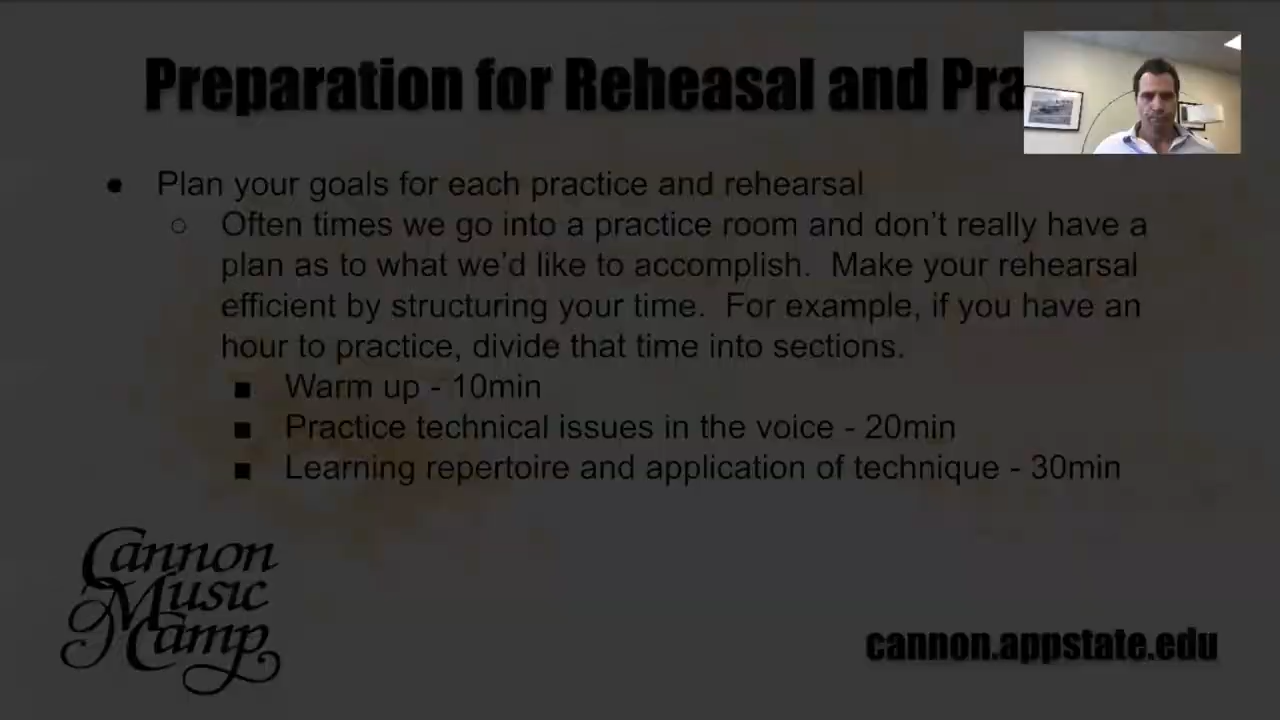 Preparation for Reheasal and Pra
● Plan your goals for each practice and rehearsal
○ Often times we go into a practice room and don't really have a
plan as to what we'd like to accomplish. Make your rehearsal
efficient by structuring your time. For example, if you have an
hour to practice, divide that time into sections.
■ Warm up - 10min
■ Practice technical issues in the voice - 20min
■ Learning repertoire and application of technique - 30min
Cannon
Music
Camp
cannon.appstate.edu